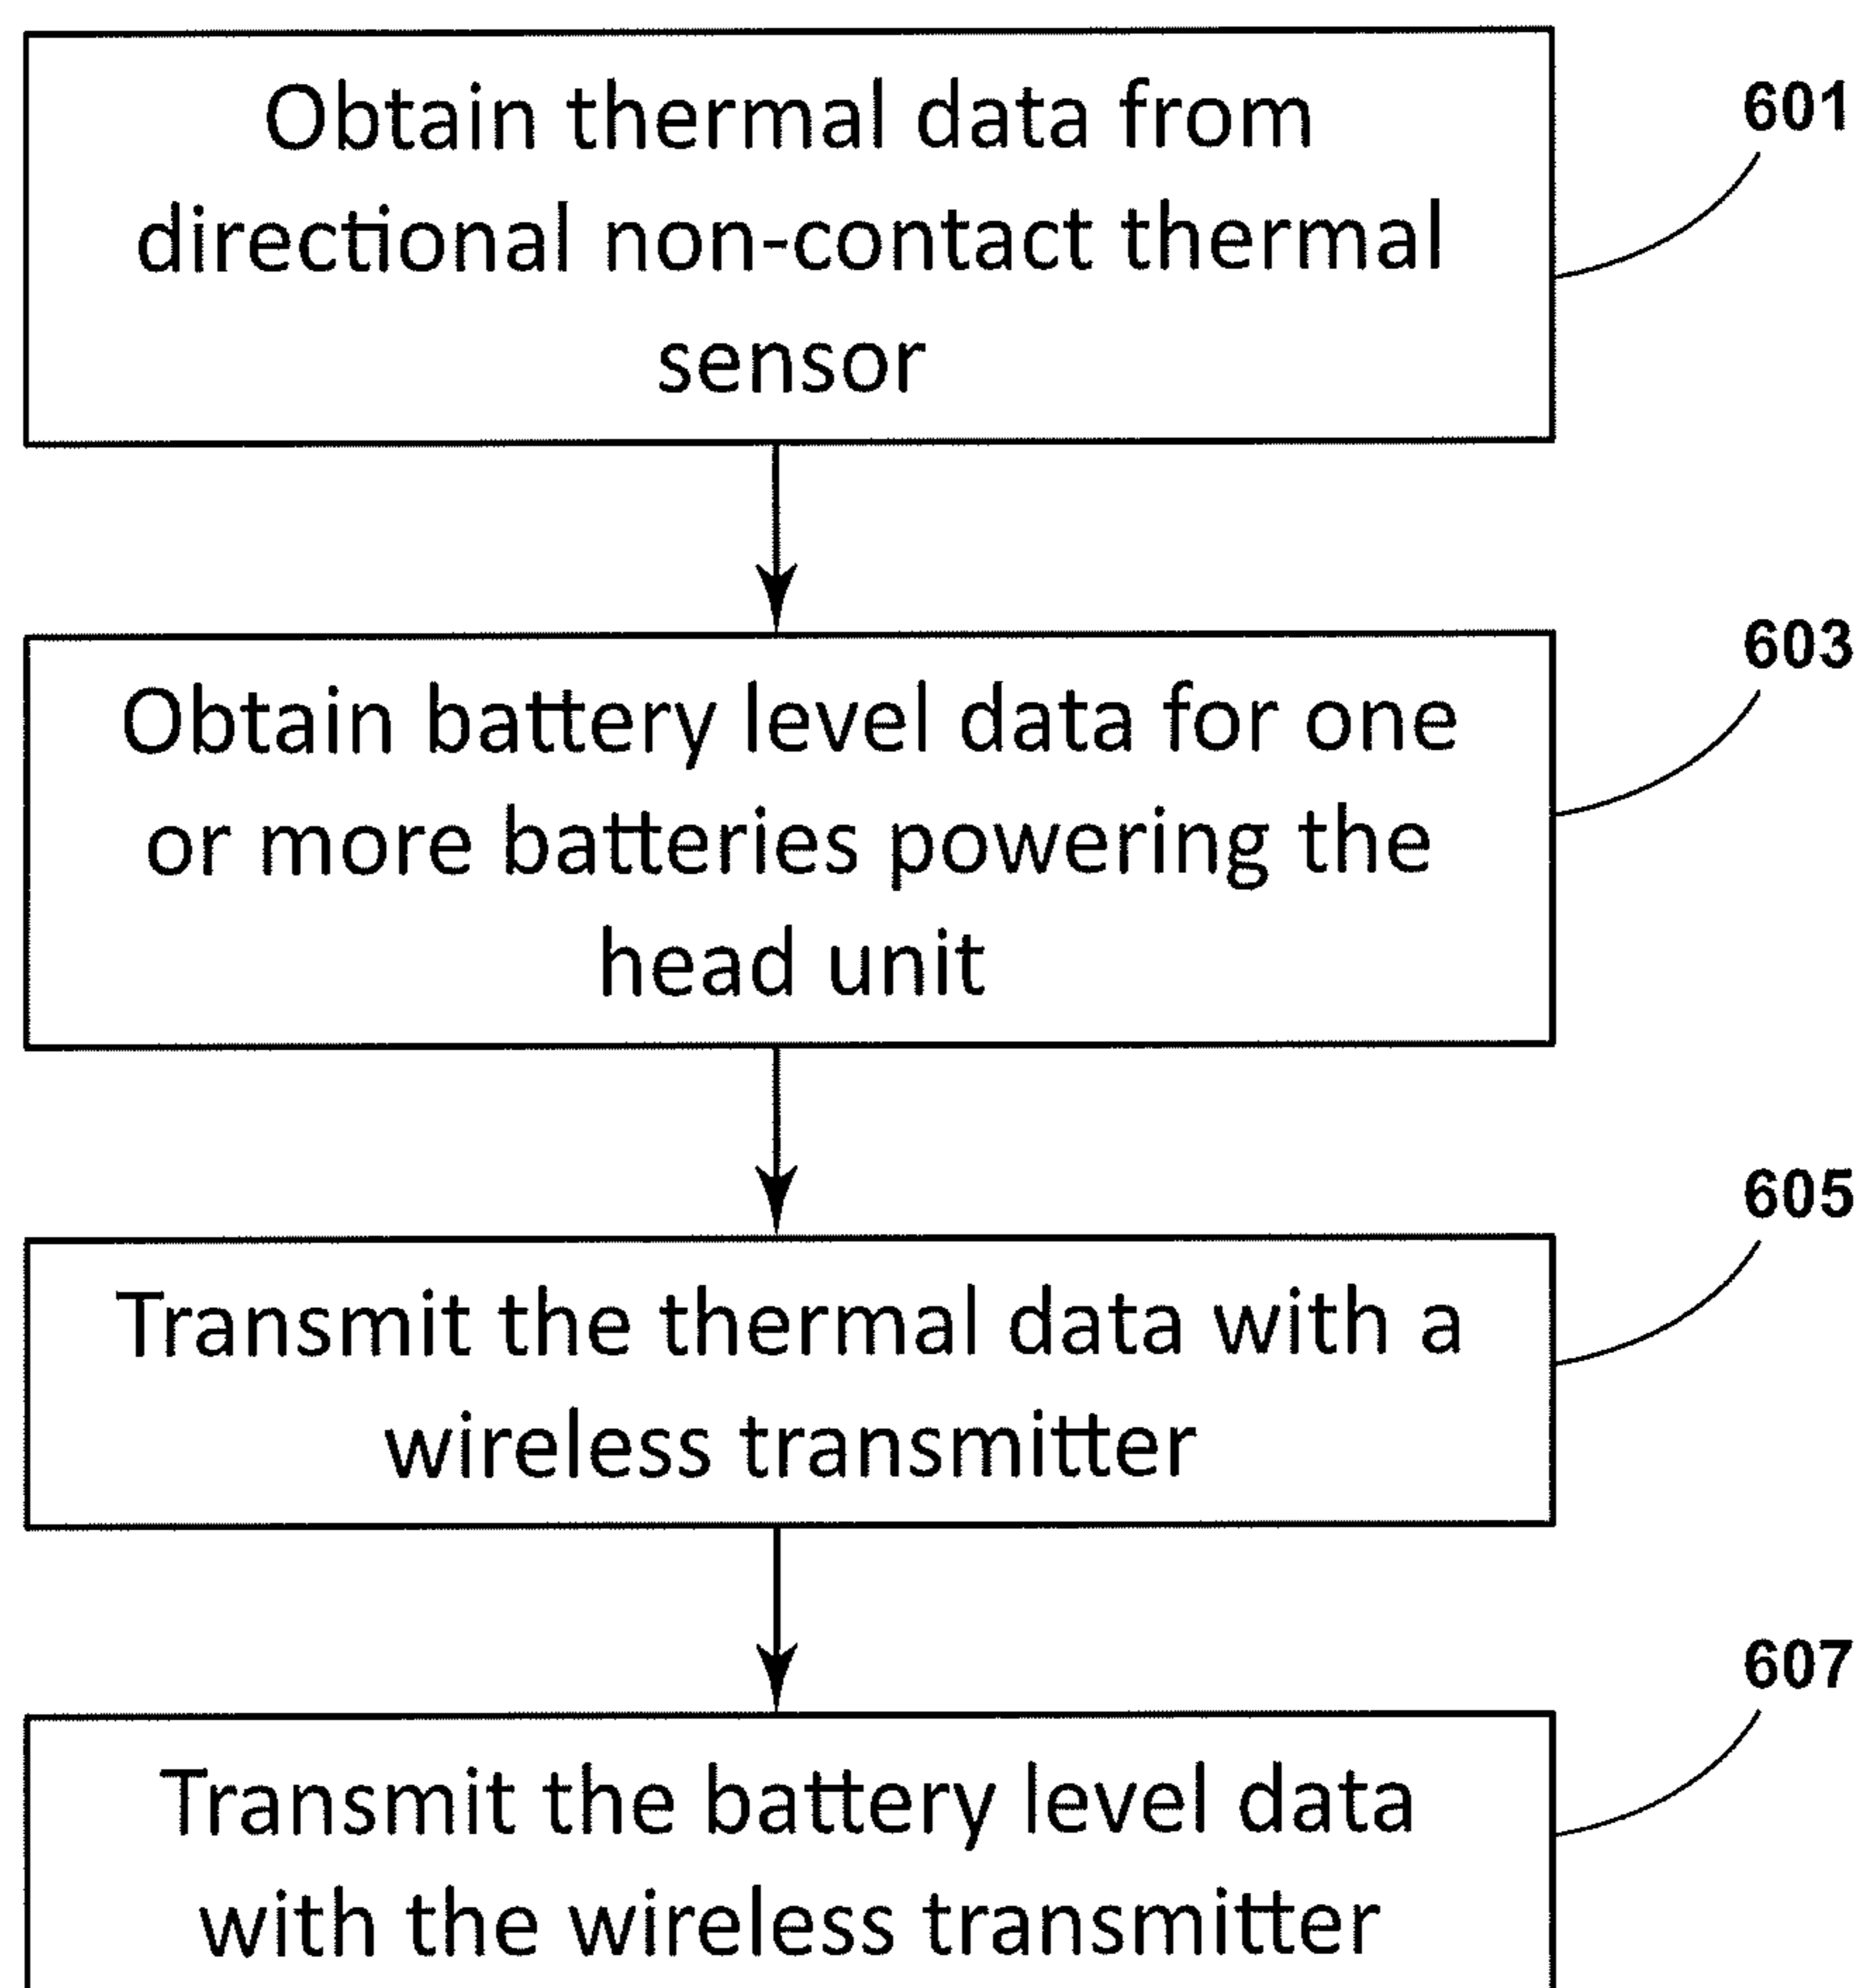 Obtain thermal data from
directional non-contact thermal
sensor
601
Obtain battery level data for one
or more batteries powering the
head unit
603
Transmit the thermal data with a
wireless transmitter
605
Transmit the battery level data
with the wireless transmitter
607